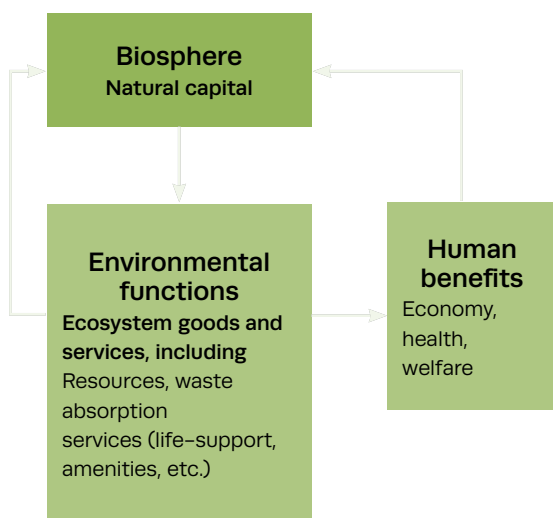 Biosphere
Natural capital
Environmental
functions
Ecosystem goods and
services, including
Resources, waste
absorption
services (life-support,
amenities, etc.)
Human
benefits
Economy,
health,
welfare